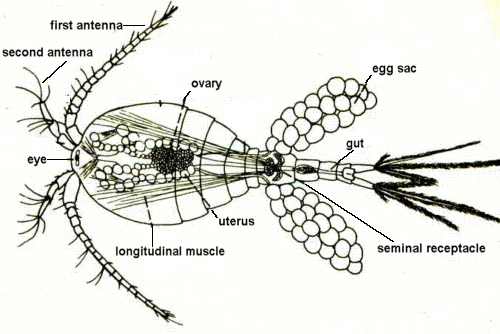 first antenna
second antenna
egg sac
ovary
gut
eye
uterus
longitudinal muscle
seminal receptacle